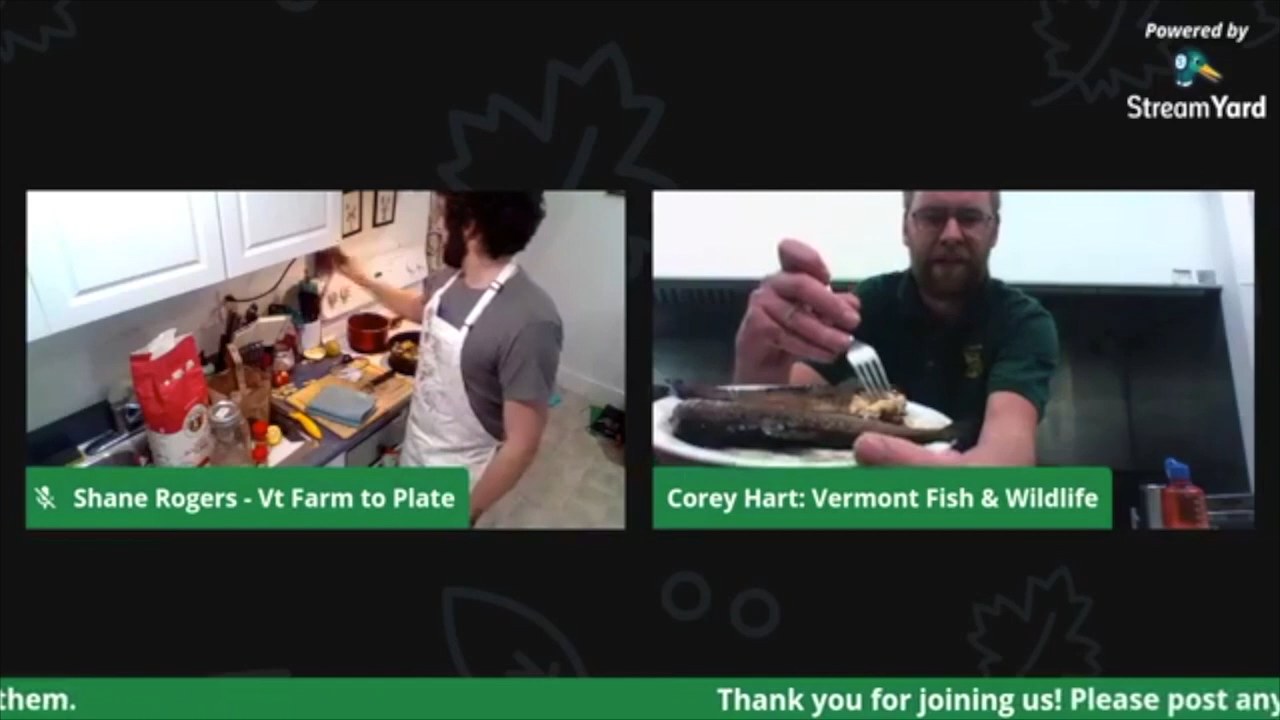 Powered by
StreamYard
Shane Rogers - Vt Farm to Plate
Corey Hart: Vermont Fish & Wildlife
them.
Thank you for joining us! Please post any